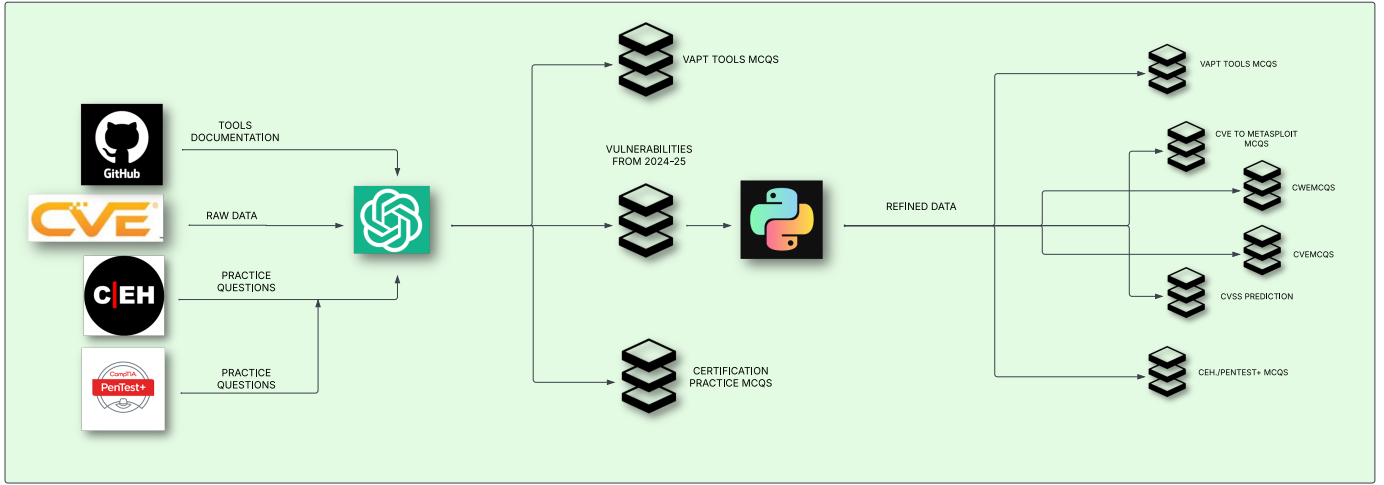 TOOLS
DOCUMENTATION
GitHub
CVE®
RAW DATA
C|EH
PRACTICE
QUESTIONS
CompTIA
PenTest+
PRACTICE
QUESTIONS
VAPT TOOLS MCQS
VULNERABILITIES
FROM 2024-25
CERTIFICATION
PRACTICE MCQS
REFINED DATA
VAPT TOOLS MCQS
CVE TO METASPLOIT
MCQS
CWEMCQS
CVEMCQS
CVSS PREDICTION
CEH./PENTEST+ MCQS